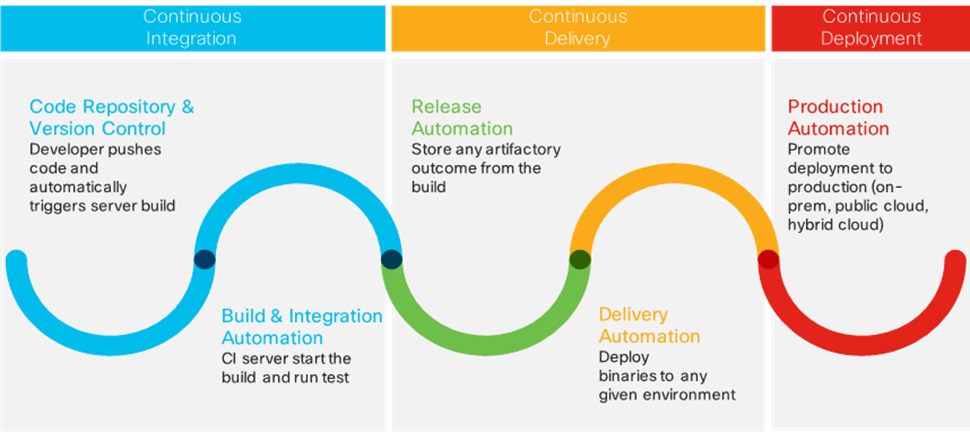 Continuous
Integration
Continuous
Delivery
Continuous
Deployment
Code Repository &
Version Control
Developer pushes
code and
automatically
triggers server build
Build & Integration
Automation
CI server start the
build and run test
Release
Automation
Store any artifactory
outcome from the
build
Delivery
Automation
Deploy
binaries to any
given environment
Production
Automation
Promote
deployment to
production (on-
prem, public cloud,
hybrid cloud)